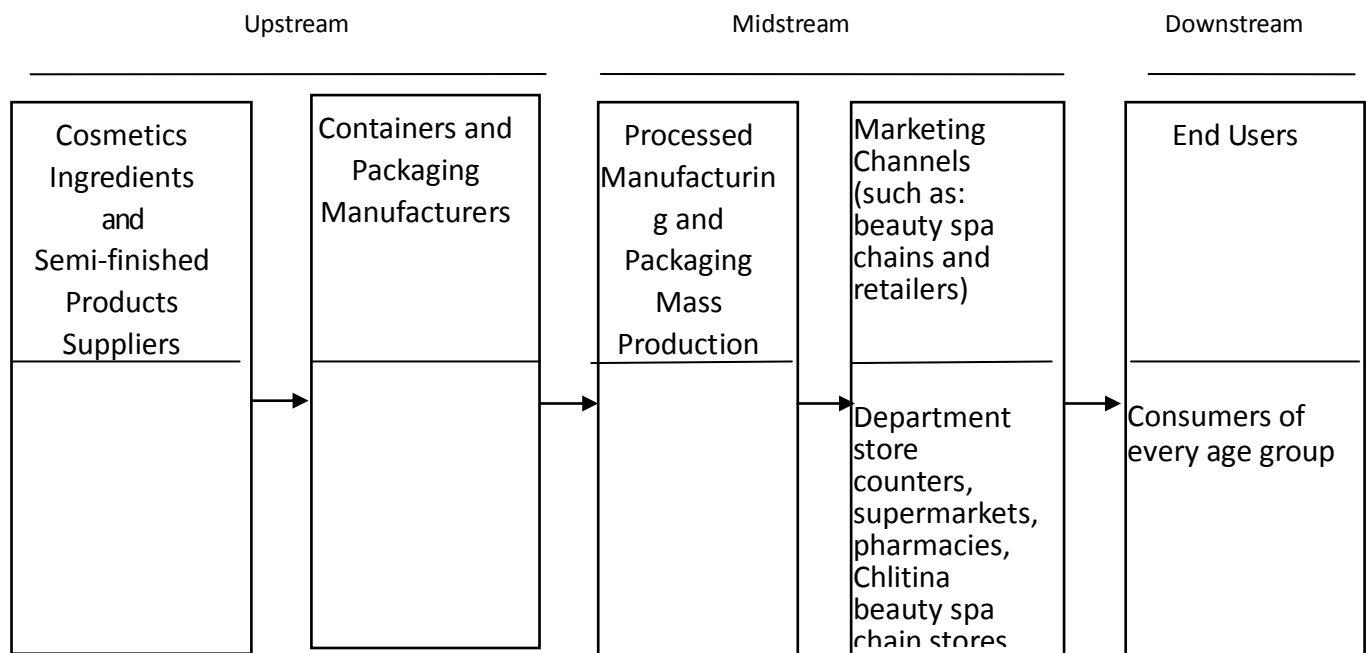 Upstream
Midstream
Downstream
Cosmetics
Ingredients
and
Semi-finished
Products
Suppliers
Containers and
Packaging
Manufacturers
Processed
Manufacturin
g and
Packaging
Mass
Production
Marketing
Channels
(such as:
beauty spa
chains and
retailers)
Department
store
counters,
supermarkets,
pharmacies,
Chlitina
beauty spa
chain stores
End Users
Consumers of
every age group